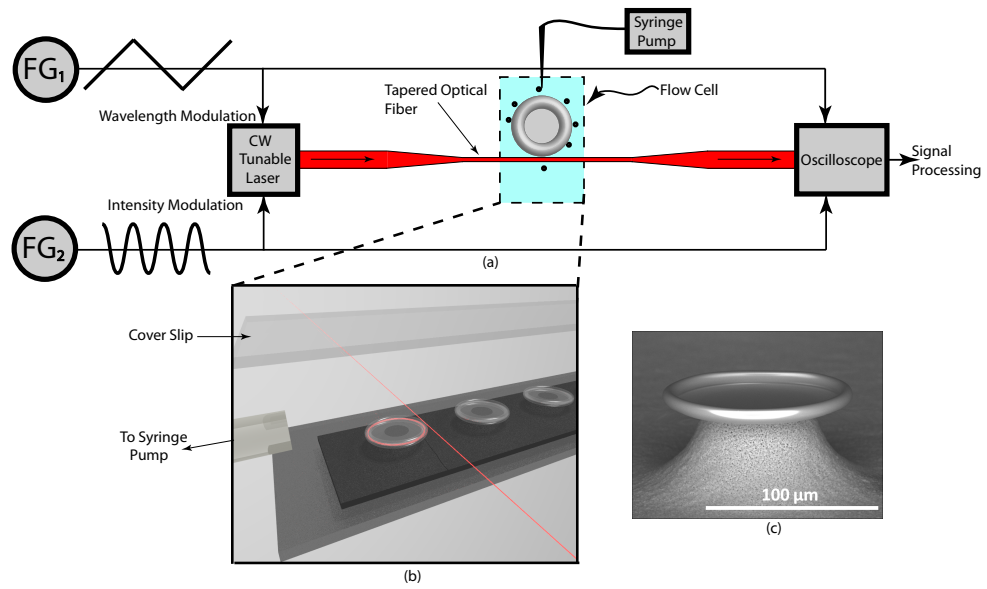 Syringe
Pump
FG1
Tapered Optical
Fiber
Flow Cell
Wavelength Modulation
CW
Tunable
Laser
Oscilloscope
Signal
Processing
Intensity Modulation
FG2
(a)
Cover Slip
To Syringe
Pump
100 µm
(c)
(b)